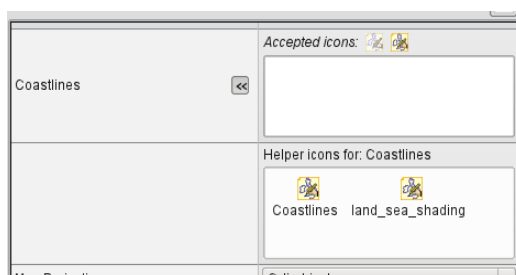 Accepted icons:
Coastlines
Helper icons for: Coastlines
Coastlines land_sea_shading